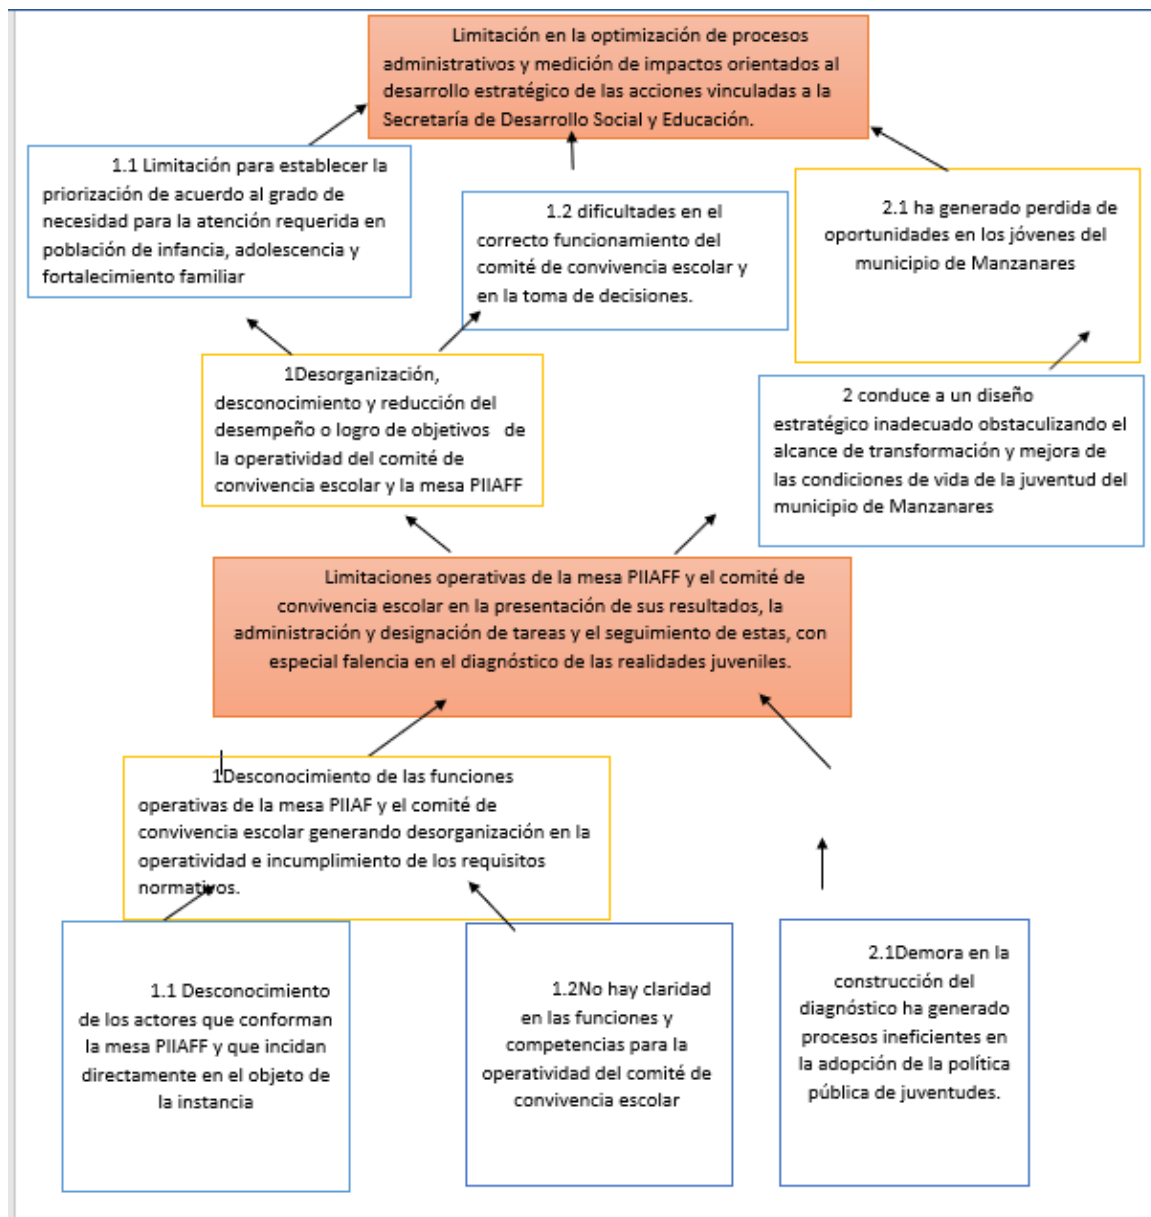 Limitación en la optimización de procesos
administrativos y medición de impactos orientados al
desarrollo estratégico de las acciones vinculadas a la
Secretaría de Desarrollo Social y Educación.
1.1 Limitación para establecer la
priorización de acuerdo al grado de
necesidad para la atención requerida en
población de infancia, adolescencia y
fortalecimiento familiar
1.2 dificultades en el
correcto funcionamiento del
comité de convivencia escolar y
en la toma de decisiones.
2.1 ha generado perdida de
oportunidades en los jóvenes del
municipio de Manzanares
1Desorganización,
desconocimiento y reducción del
desempeño o logro de objetivos de
la operatividad del comité de
convivencia escolar y la mesa PIIAFF
2 conduce a un diseño
estratégico inadecuado obstaculizando el
alcance de transformación y mejora de
las condiciones de vida de la juventud del
municipio de Manzanares
Limitaciones operativas de la mesa PIIAFF y el comité de
convivencia escolar en la presentación de sus resultados, la
administración y designación de tareas y el seguimiento de estas, con
especial falencia en el diagnóstico de las realidades juveniles.
1Desconocimiento de las funciones
operativas de la mesa PIIAF y el comité de
convivencia escolar generando desorganización en la
operatividad e incumplimiento de los requisitos
normativos.
1.1 Desconocimiento
de los actores que conforman
la mesa PIIAFF y que incidan
directamente en el objeto de
la instancia
1.2No hay claridad
en las funciones y
competencias para la
operatividad del comité de
convivencia escolar
2.1Demora en la
construcción del
diagnóstico ha generado
procesos ineficientes en
la adopción de la política
pública de juventudes.